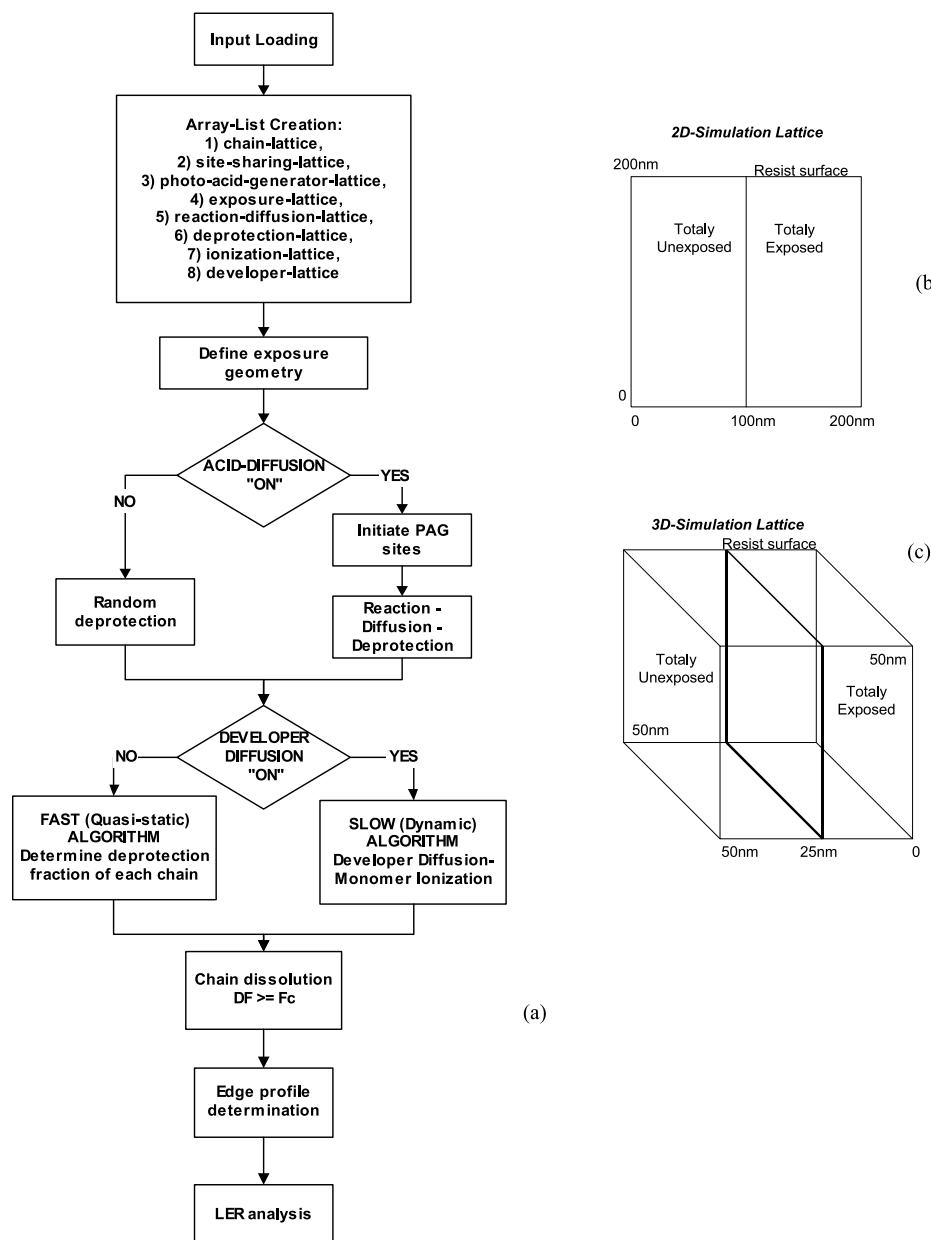 Input Loading
Array-List Creation:
1) chain-lattice,
2) site-sharing-lattice,
3) photo-acid-generator-lattice,
4) exposure-lattice,
5) reaction-diffusion-lattice,
6) deprotection-lattice,
7) ionization-lattice,
8) developer-lattice
Define exposure
geometry
ACID-DIFFUSION
"ON"
NO
YES
Random
deprotection
Initiate PAG
sites
Reaction -
Diffusion -
Deprotection
DEVELOPER
DIFFUSION
"ON"
NO
YES
FAST (Quasi-static)
ALGORITHM
Determine deprotection
fraction of each chain
SLOW (Dynamic)
ALGORITHM
Developer Diffusion-
Monomer Ionization
Chain dissolution
DF >= Fc
Edge profile
determination
LER analysis
(a)
2D-Simulation Lattice
200nm
Resist surface
Totaly
Unexposed
Totaly
Exposed
0
0
100nm
200nm
(b
3D-Simulation Lattice
Resist surface
(c)
Totaly
Unexposed
50nm
Totaly
Exposed
50nm
50nm
25nm
0